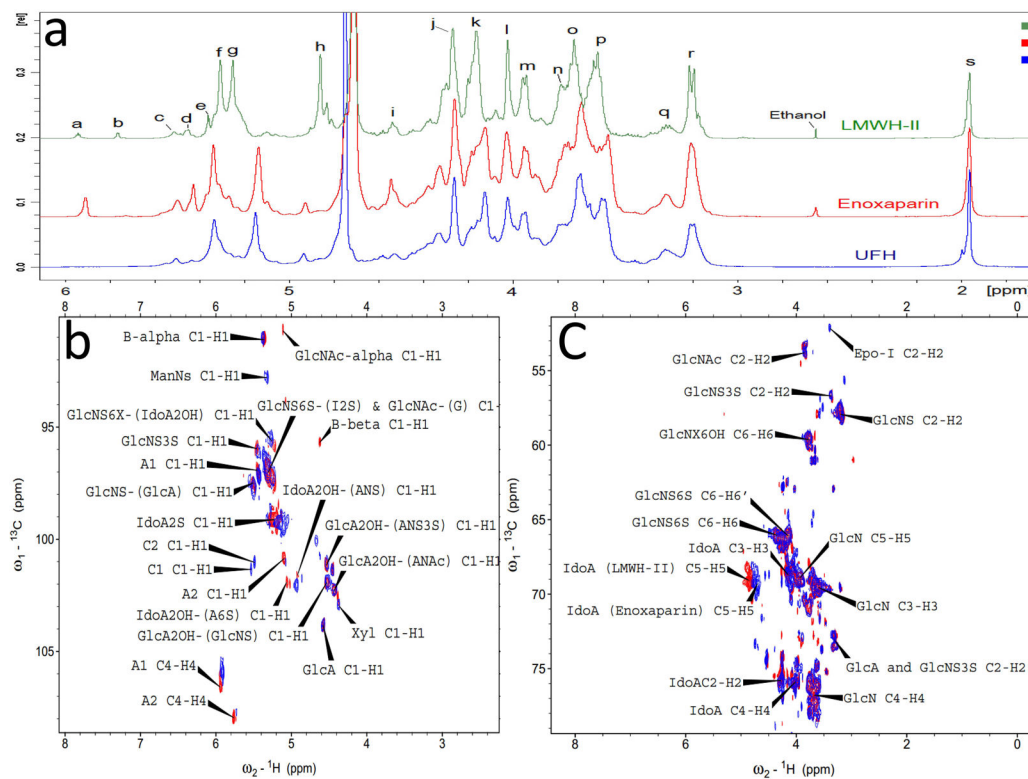 a
[rel]
0.3
0.2
0.1
0.0
a
b
c
d
e
f
g
h
i
j
k
l
m
n
o
p
q
r
Ethanol
s
LMWH-II
Enoxaparin
UFH
6 5 4 3 2 [ppm]
8 7 6 5 4 3
b
B-alpha C1-H1
GlcNAc-alpha C1-H1
ManNs C1-H1
GlcNS6S-(I2S) & GlcNAc-(G) C1
GlcNS6X-(IdoA2OH) C1-H1
B-beta C1-H1
GlcNS3S C1-H1
A1 C1-H1
IdoA2OH-(ANS) C1-H1
GlcNS-(GlcA) C1-H1
GlcA2OH-(ANS3S) C1-H1
IdoA2S C1-H1
C2 C1-H1
GlcA2OH-(ANAc) C1-H1
C1 C1-H1
A2 C1-H1
IdoA2OH-(A6S) C1-H1
GlcA2OH-(GlcNS) C1-H1
Xyl C1-H1
GlcA C1-H1
A1 C4-H4
A2 C4-H4
95
100
105
ω1 - 13C (ppm)
8 7 6 5 4 3
ω2 - 1H (ppm)
8 6 4 2 0
C
GlcNAc C2-H2
Epo-I C2-H2
GlcNS3S C2-H2
GlcNS C2-H2
GlcNX6OH C6-H6
GlcNS6S C6-H6’
GlcNS6S C6-H6
GlcN C5-H5
IdoA C3-H3
IdoA (LMWH-II) C5-H5
GlcN C3-H3
IdoA (Enoxaparin) C5-H5
GlcA and GlcNS3S C2-H2
IdoAC2-H2
GlcN C4-H4
IdoA C4-H4
55
60
65
70
75
ω1 - 13C (ppm)
8 6 4 2 0
ω2 - 1H (ppm)